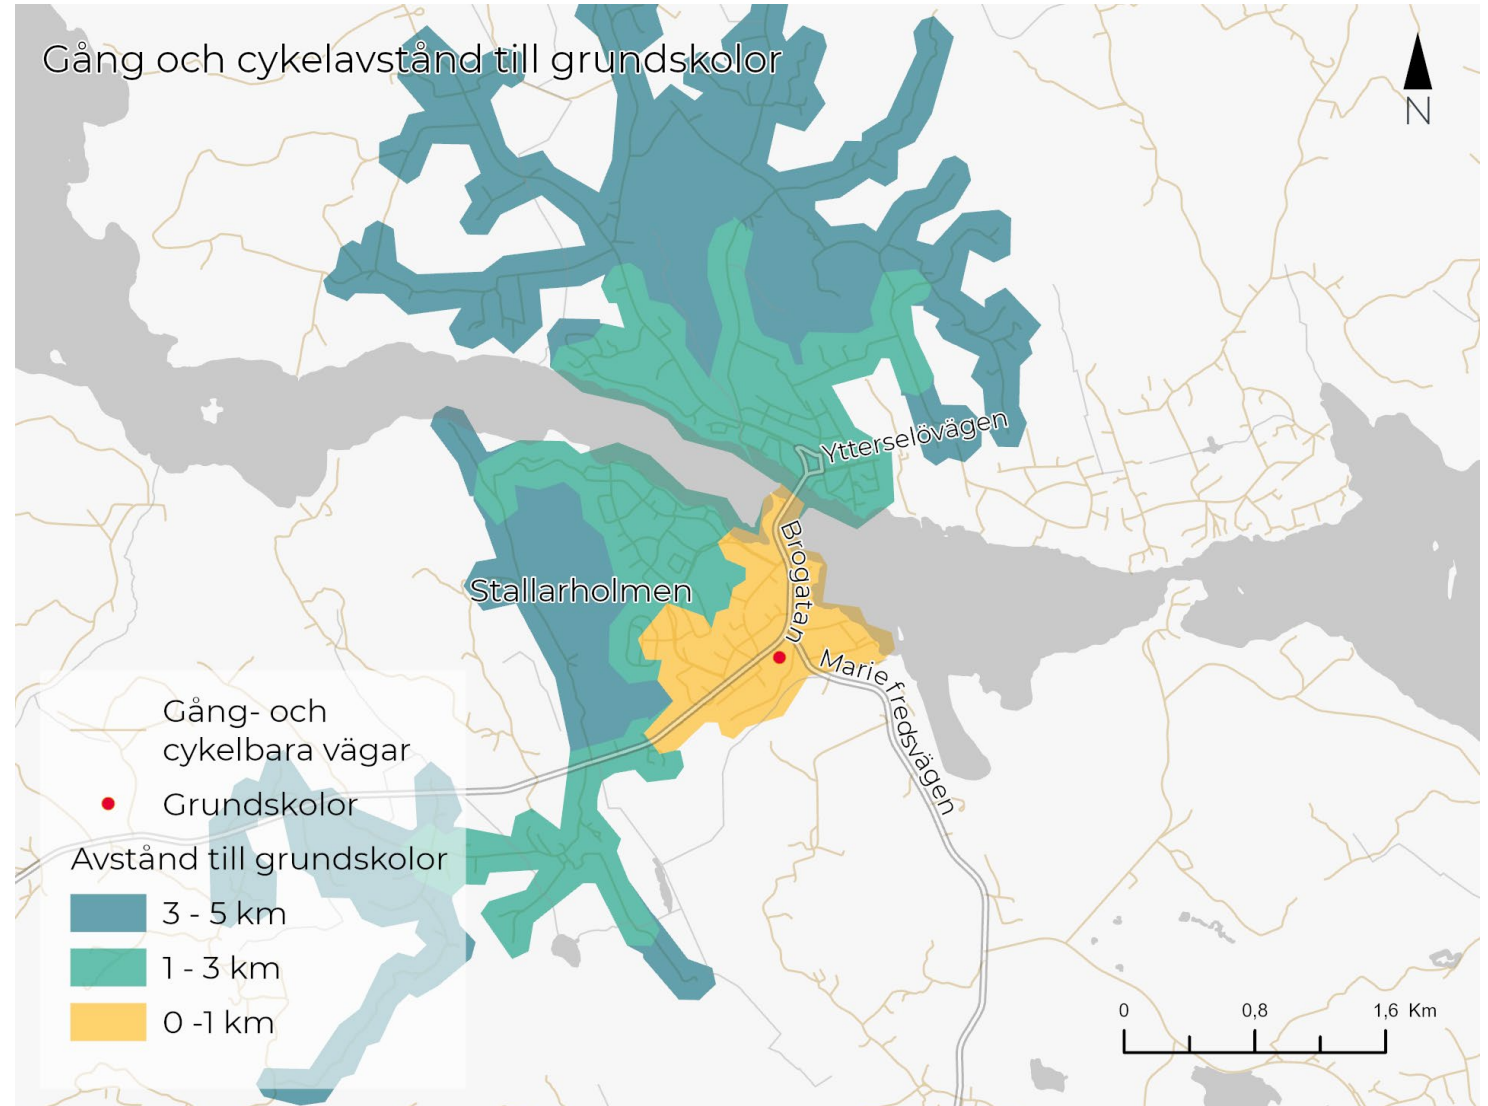 Gång och cykelavstånd till grundskolor
N
Ytterselövägen
Brogatan
Stallarholmen
Mariefredsvägen
Gång- och
cykelbara vägar
Grundskolor
Avstånd till grundskolor
3 - 5 km
1 - 3 km
0 -1 km
0 0,8 1,6 Km